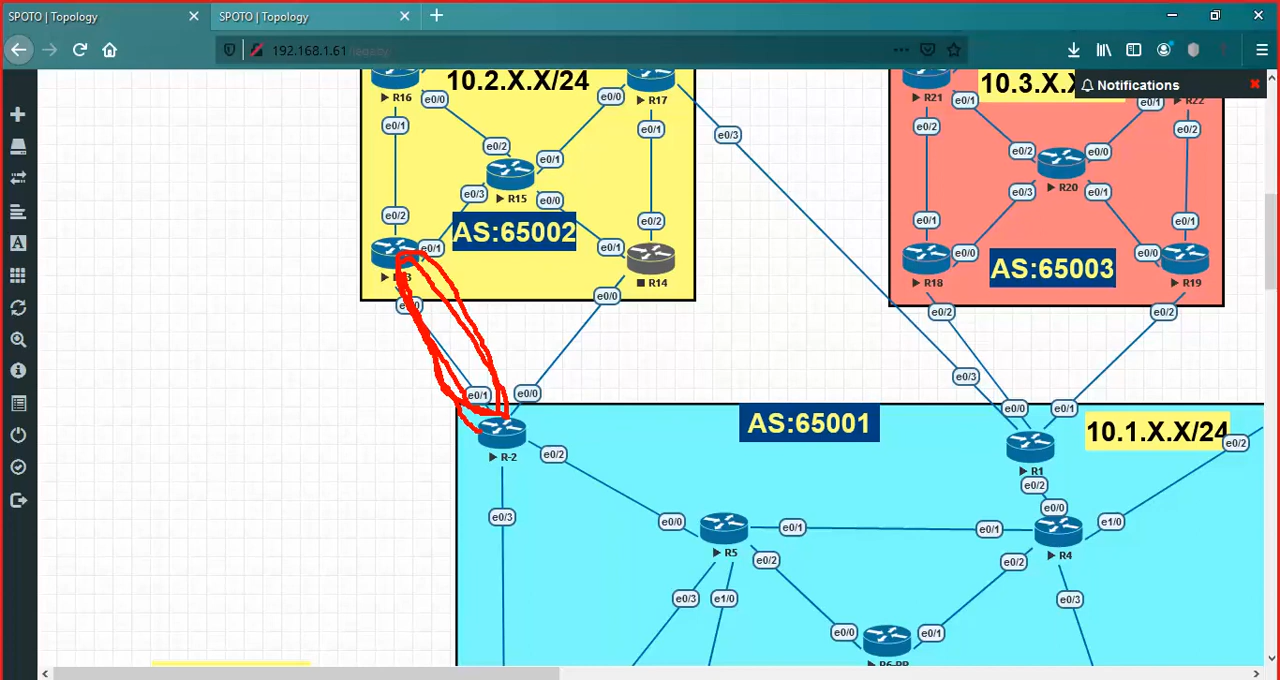 SPOTO | Topology
SPOTO | Topology
192.168.1.61/legacy/
Notifications
R16
10.2.X.X/24
R17
R21
10.3.X.X
R22
e0/0
e0/0
e0/1
e0/1
e0/1
e0/1
e0/3
e0/2
e0/2
e0/2
e0/1
e0/2
e0/0
R15
R20
e0/3
e0/0
e0/3
e0/1
e0/2
e0/2
e0/1
e0/1
AS:65002
e0/1
e0/1
e0/0
e0/0
AS:65003
R14
R18
R19
e0/0
e0/0
e0/2
e0/2
e0/3
e0/1
e0/0
e0/0
e0/1
AS:65001
10.1.X.X/24
e0/2
R-2
e0/2
R1
e0/2
e0/3
e0/0
e0/0
e0/1
e0/1
e1/0
R5
R4
e0/2
e0/2
e0/3
e1/0
e0/3
e0/0
e0/1